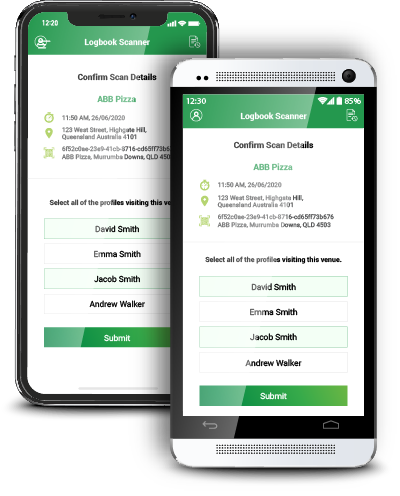 12:20
Logbook Scanner
Confirm Scan Details
ABB Pizza
11:50 AM, 26/06/2020
123 West Street, Highgate Hill,
Queensland Australia 4101
6f52c0ee-23e9-41cb-8716-cd65ff73b6
ABB Pizza, Murrumba Downs, QLD 450
Select all of the profiles visiting this ve
David Smith
Emma Smith
Jacob Smith
Andrew Walker
Submit
12:30
85%
Logbook Scanner
Confirm Scan Details
ABB Pizza
11:50 AM, 26/06/2020
123 West Street, Highgate Hill,
Queensland Australia 4101
6f52c0ee-23e9-41cb-8716-cd65ff73b676
ABB Pizza, Murrumba Downs, QLD 4503
Select all of the profiles visiting this venue.
David Smith
Emma Smith
Jacob Smith
Andrew Walker
Submit